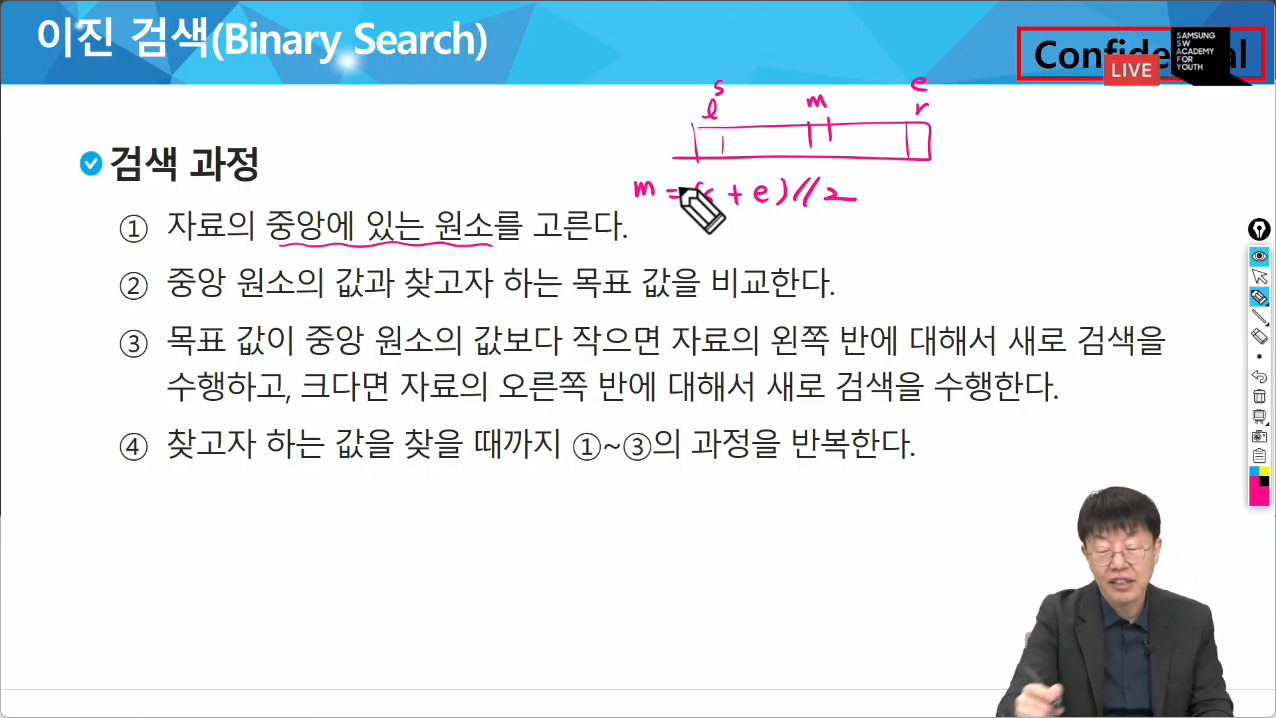 이진 검색(Binary Search)
SAMSUNG
SW
ACADEMY
FOR
YOUTH
LIVE
s
e
l
m
r
검색 과정
m = + e ) // 2
① 자료의 중앙에 있는 원소를 고른다.
② 중앙 원소의 값과 찾고자 하는 목표 값을 비교한다.
③ 목표 값이 중앙 원소의 값보다 작으면 자료의 왼쪽 반에 대해서 새로 검색을
수행하고, 크다면 자료의 오른쪽 반에 대해서 새로 검색을 수행한다.
④ 찾고자 하는 값을 찾을 때까지 ①~③의 과정을 반복한다.